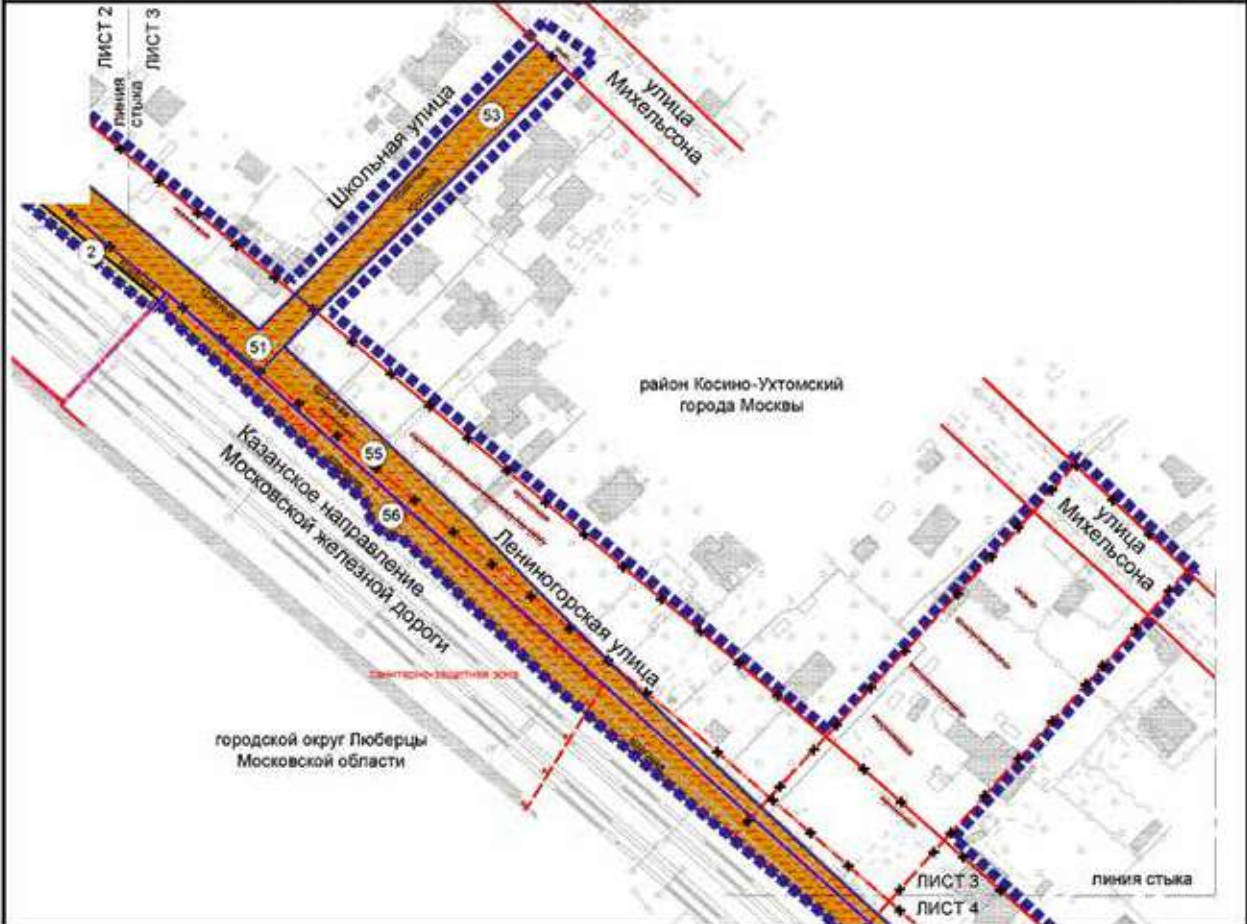 ЛИСТ 2
ЛИСТ 3
линия
стыка
Школьная улица
53
улица
Михельсона
2
51
район Косино-Ухтомский
города Москвы
55
56
Казанское направление
Московской железной дороги
Лениногорская улица
улица
Михельсона
санитарно-защитная зона
городской округ Люберцы
Московской области
ЛИСТ 3
линия стыка
ЛИСТ 4